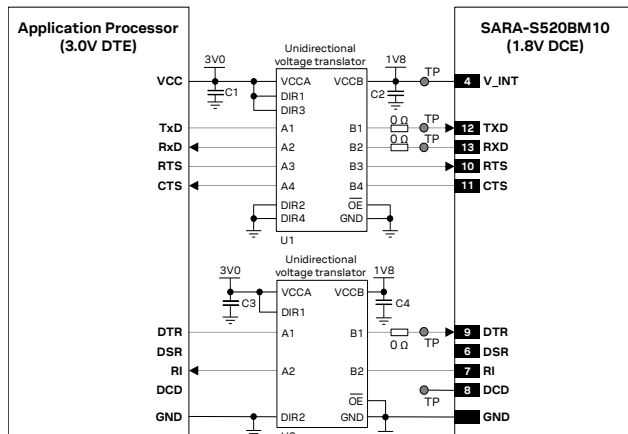 Application Processor
(3.0V DTE)
SARA-S520BM10
(1.8V DCE)
Unidirectional
voltage translator
3V0
1V8
TP
VCC
VCCA
VCCB
4
V_INT
C1
DIR1
DIR3
C2
0 Ω
TP
TxD
A1
B1
12
TXD
0 Ω
TP
RxD
A2
B2
13
RXD
RTS
A3
B3
10
RTS
CTS
A4
B4
11
CTS
DIR2
OE
DIR4
GND
U1
Unidirectional
voltage translator
3V0
1V8
VCCA
VCCB
C3
DIR1
C4
DTR
A1
B1
0 Ω
TP
9
DTR
DSR
6
DSR
RI
A2
B2
7
RI
DCD
TP
8
DCD
OE
GND
DIR2
GND
GND